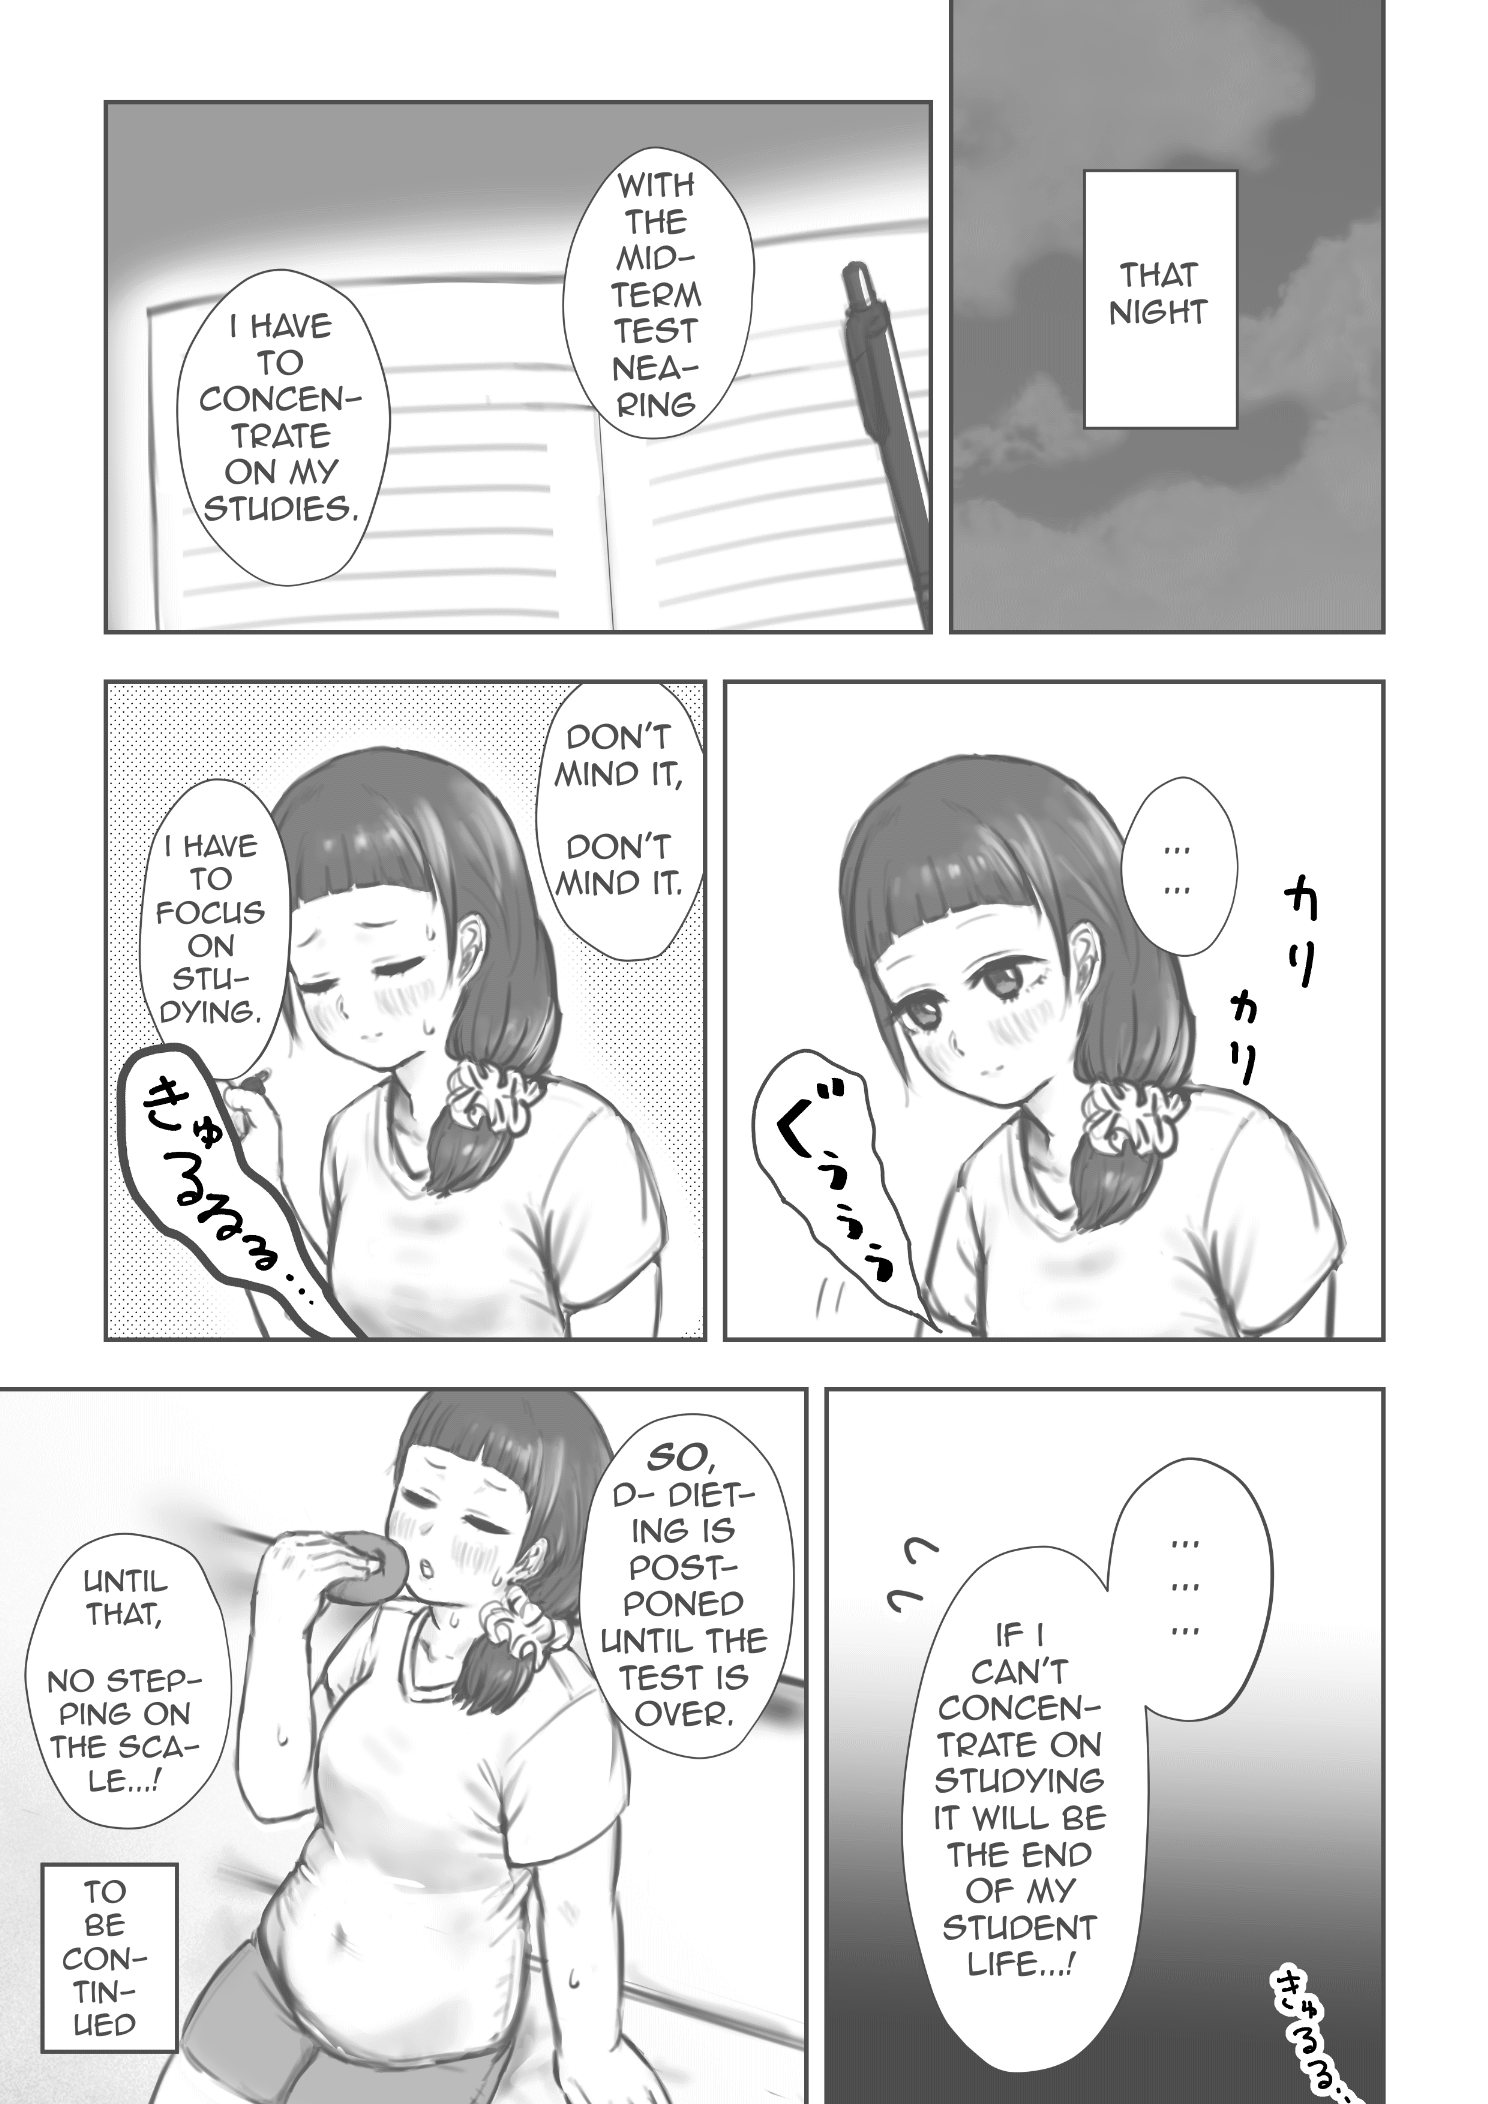 THAT
NIGHT
WITH
THE
MID-
TERM
TEST
NEA-
RING
I HAVE
TO
CONCEN-
TRATE
ON MY
STUDIES.
...
...
カリ
カリ
ぐぅぅぅ
DON'T
MIND IT,
DON'T
MIND IT.
I HAVE
TO
FOCUS
ON
STU-
DYING.
きゅるるる...
...
...
...
IF I
CAN'T
CONCEN-
TRATE ON
STUDYING
IT WILL BE
THE END
OF MY
STUDENT
LIFE...!
きゅるる...
SO,
D- DIET-
ING IS
POST-
PONED
UNTIL THE
TEST IS
OVER.
UNTIL
THAT,
NO STEP-
PING ON
THE SCA-
LE...!
TO
BE
CON-
TIN-
UED